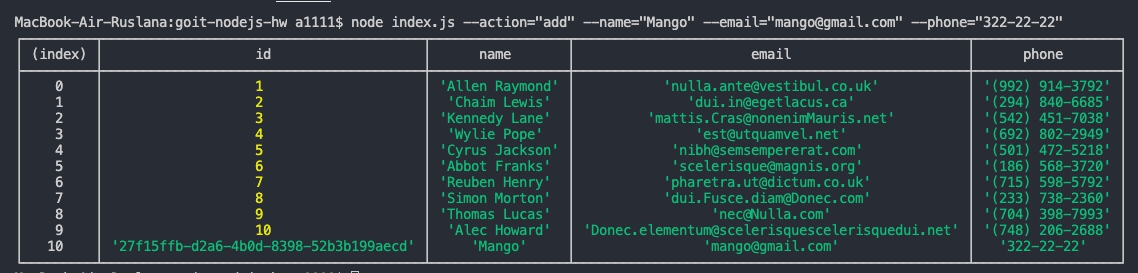 MacBook-Air-Ruslana:goit-nodejs-hw a1111$ node index.js --action="add" --name="Mango" --email="mango@gmail.com" --phone="322-22-22"
(index) id name email phone
0 1 'Allen Raymond' 'nulla.ante@vestibul.co.uk' '(992) 914-3792'
1 2 'Chaim Lewis' 'dui.in@egetlacus.ca' '(294) 840-6685'
2 3 'Kennedy Lane' 'mattis.Cras@nonenimMauris.net' '(542) 451-7038'
3 4 'Wylie Pope' 'est@utquamvel.net' '(692) 802-2949'
4 5 'Cyrus Jackson' 'nibh@semsempererat.com' '(501) 472-5218'
5 6 'Abbot Franks' 'scelerisque@magnis.org' '(186) 568-3720'
6 7 'Reuben Henry' 'pharetra.ut@dictum.co.uk' '(715) 598-5792'
7 8 'Simon Morton' 'dui.Fusce.diam@Donec.com' '(233) 738-2360'
8 9 'Thomas Lucas' 'nec@Nulla.com' '(704) 398-7993'
9 10 'Alec Howard' 'Donec.elementum@scelerisquescelerisquedui.net' '(748) 206-2688'
10 '27f15ffb-d2a6-4b0d-8398-52b3b199aecd' 'Mango' 'mango@gmail.com' '322-22-22'